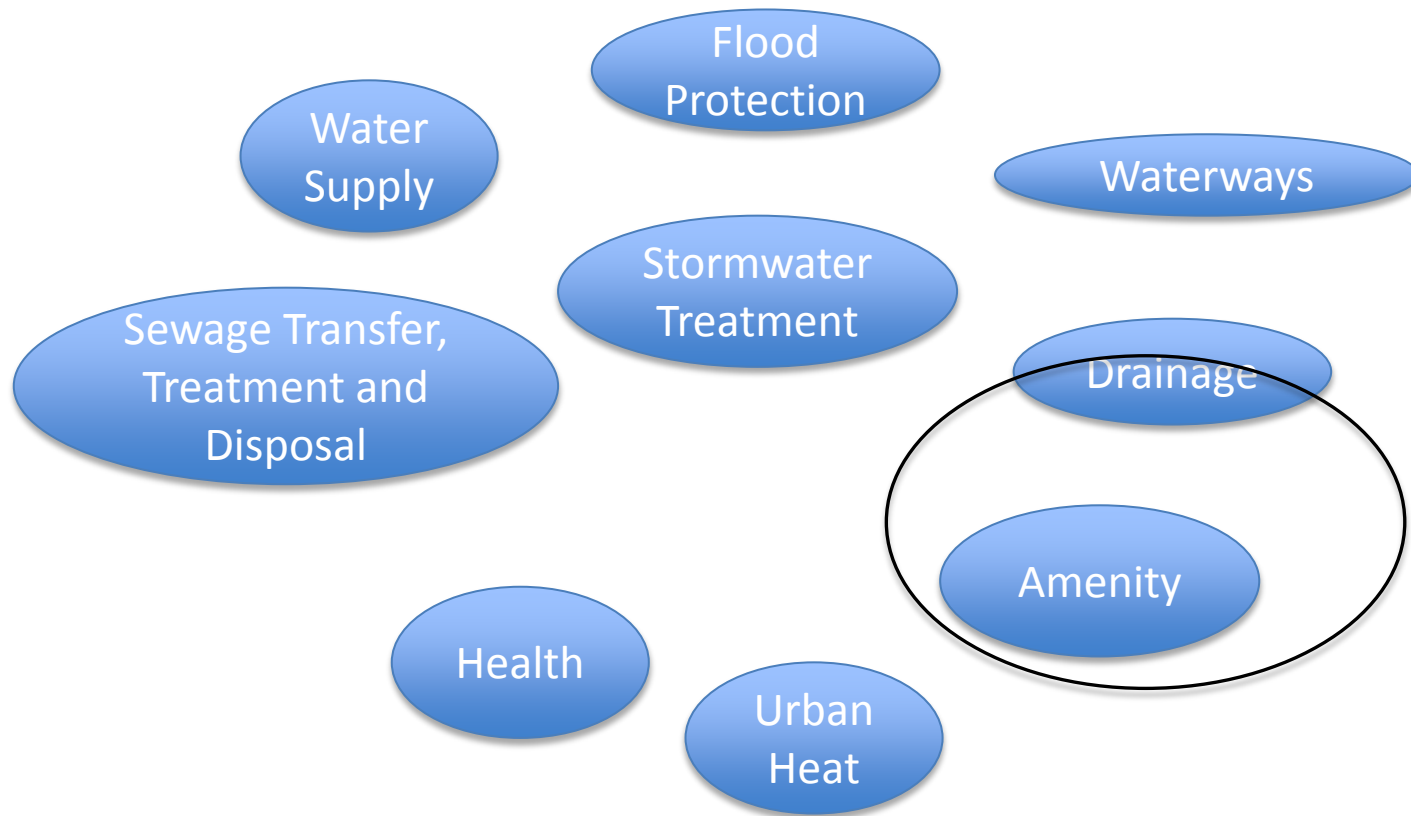 Flood
Protection
Water
Supply
Waterways
Stormwater
Treatment
Sewage Transfer,
Treatment and
Disposal
Drainage
Amenity
Health
Urban
Heat